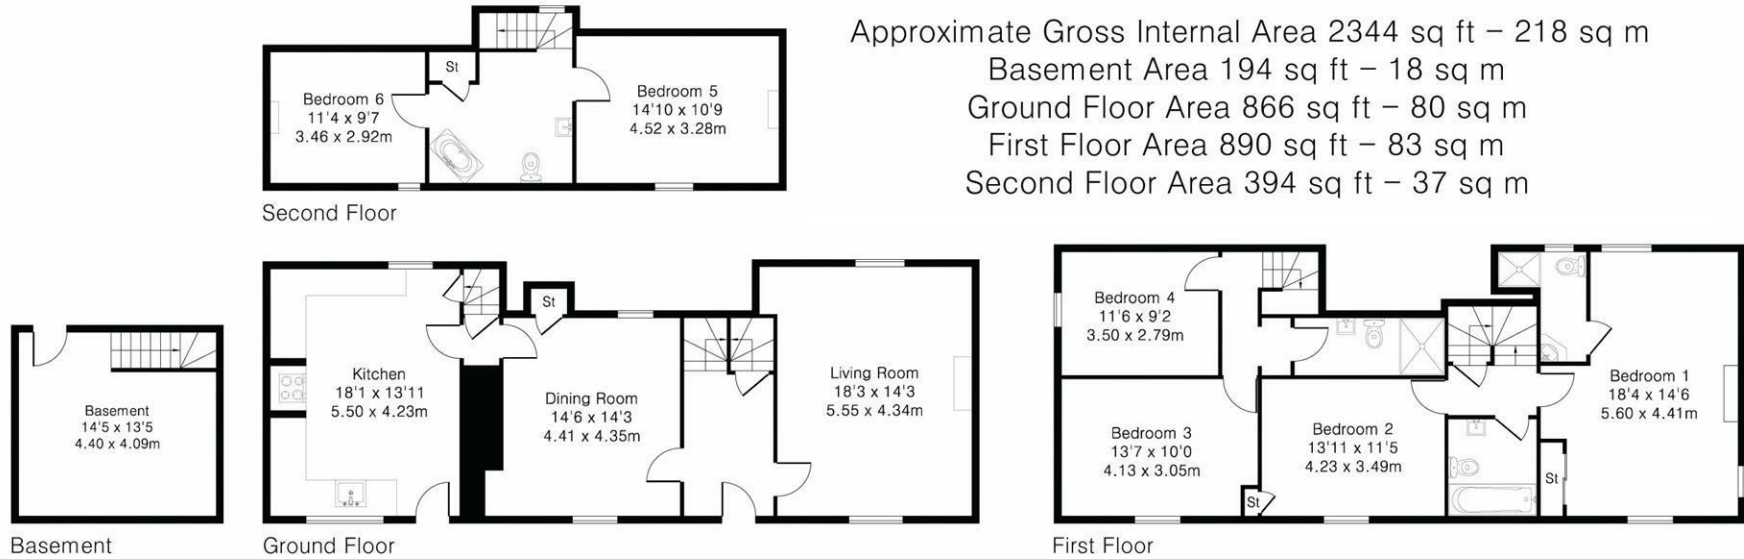 Approximate Gross Internal Area 2344 sq ft – 218 sq m
Basement Area 194 sq ft – 18 sq m
Ground Floor Area 866 sq ft – 80 sq m
First Floor Area 890 sq ft – 83 sq m
Second Floor Area 394 sq ft – 37 sq m
St
Bedroom 6
11'4 x 9'7
3.46 x 2.92m
Bedroom 5
14'10 x 10'9
4.52 x 3.28m
Second Floor
Basement
14'5 x 13'5
4.40 x 4.09m
Basement
St
Kitchen
18'1 x 13'11
5.50 x 4.23m
Dining Room
14'6 x 14'3
4.41 x 4.35m
Living Room
18'3 x 14'3
5.55 x 4.34m
Ground Floor
Bedroom 4
11'6 x 9'2
3.50 x 2.79m
Bedroom 3
13'7 x 10'0
4.13 x 3.05m
St
Bedroom 2
13'11 x 11'5
4.23 x 3.49m
Bedroom 1
18'4 x 14'6
5.60 x 4.41m
St
First Floor